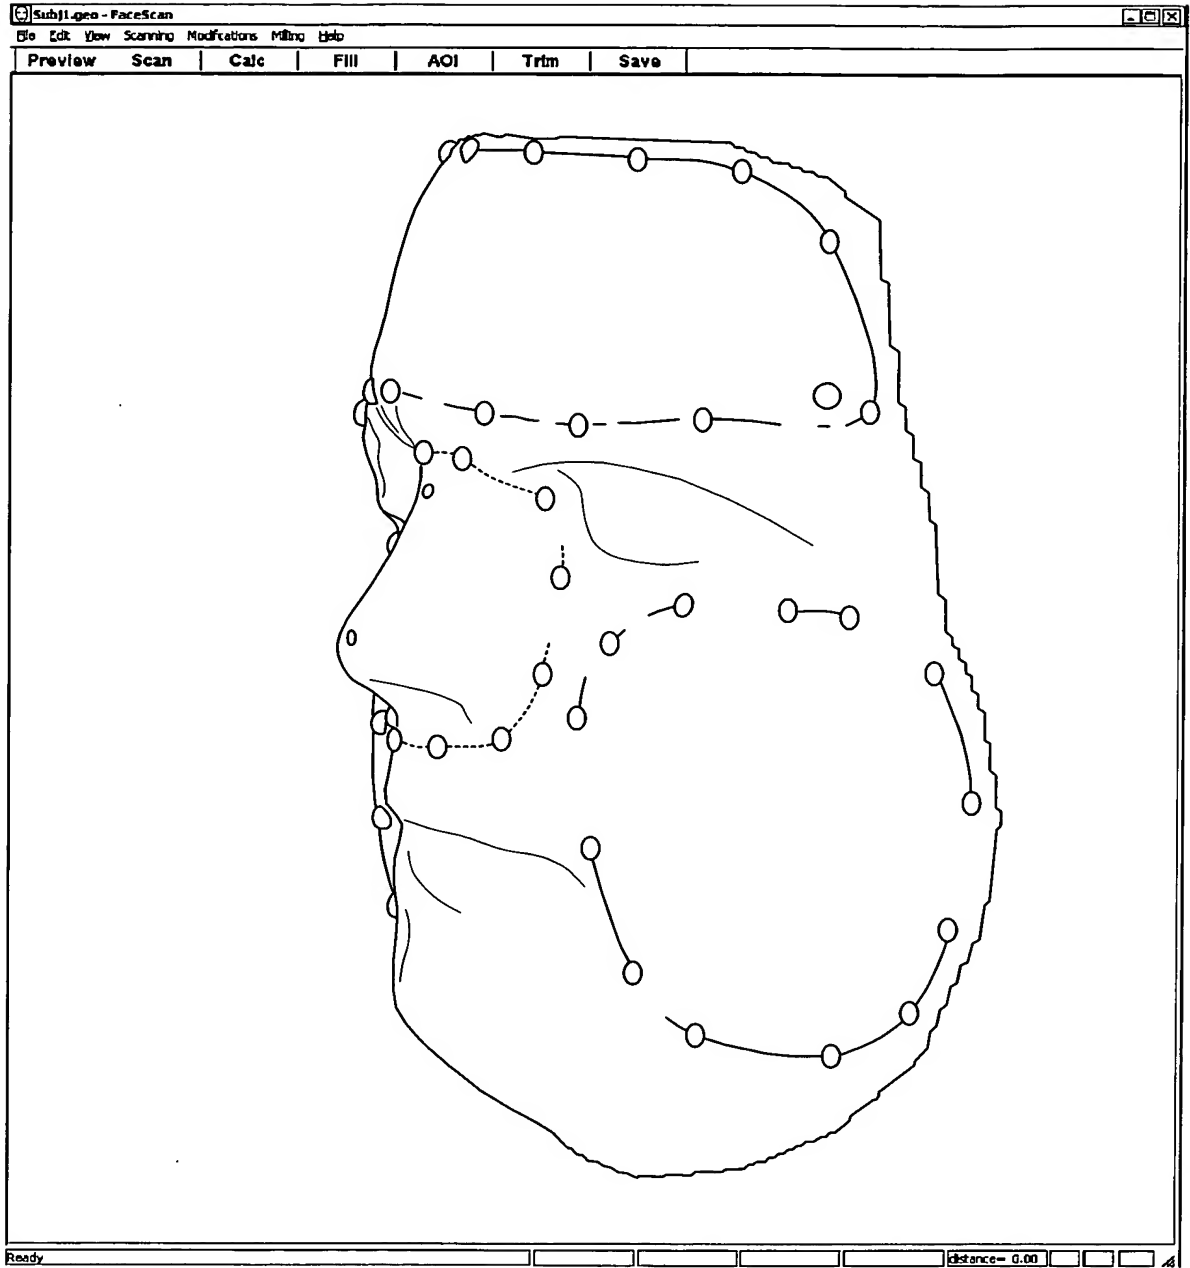 Subj1.geo - FaceScan
File Edit View Scanning Modifications Milling Help
Preview Scan Calc Fill AOI Trim Save
Ready distance= 0.00